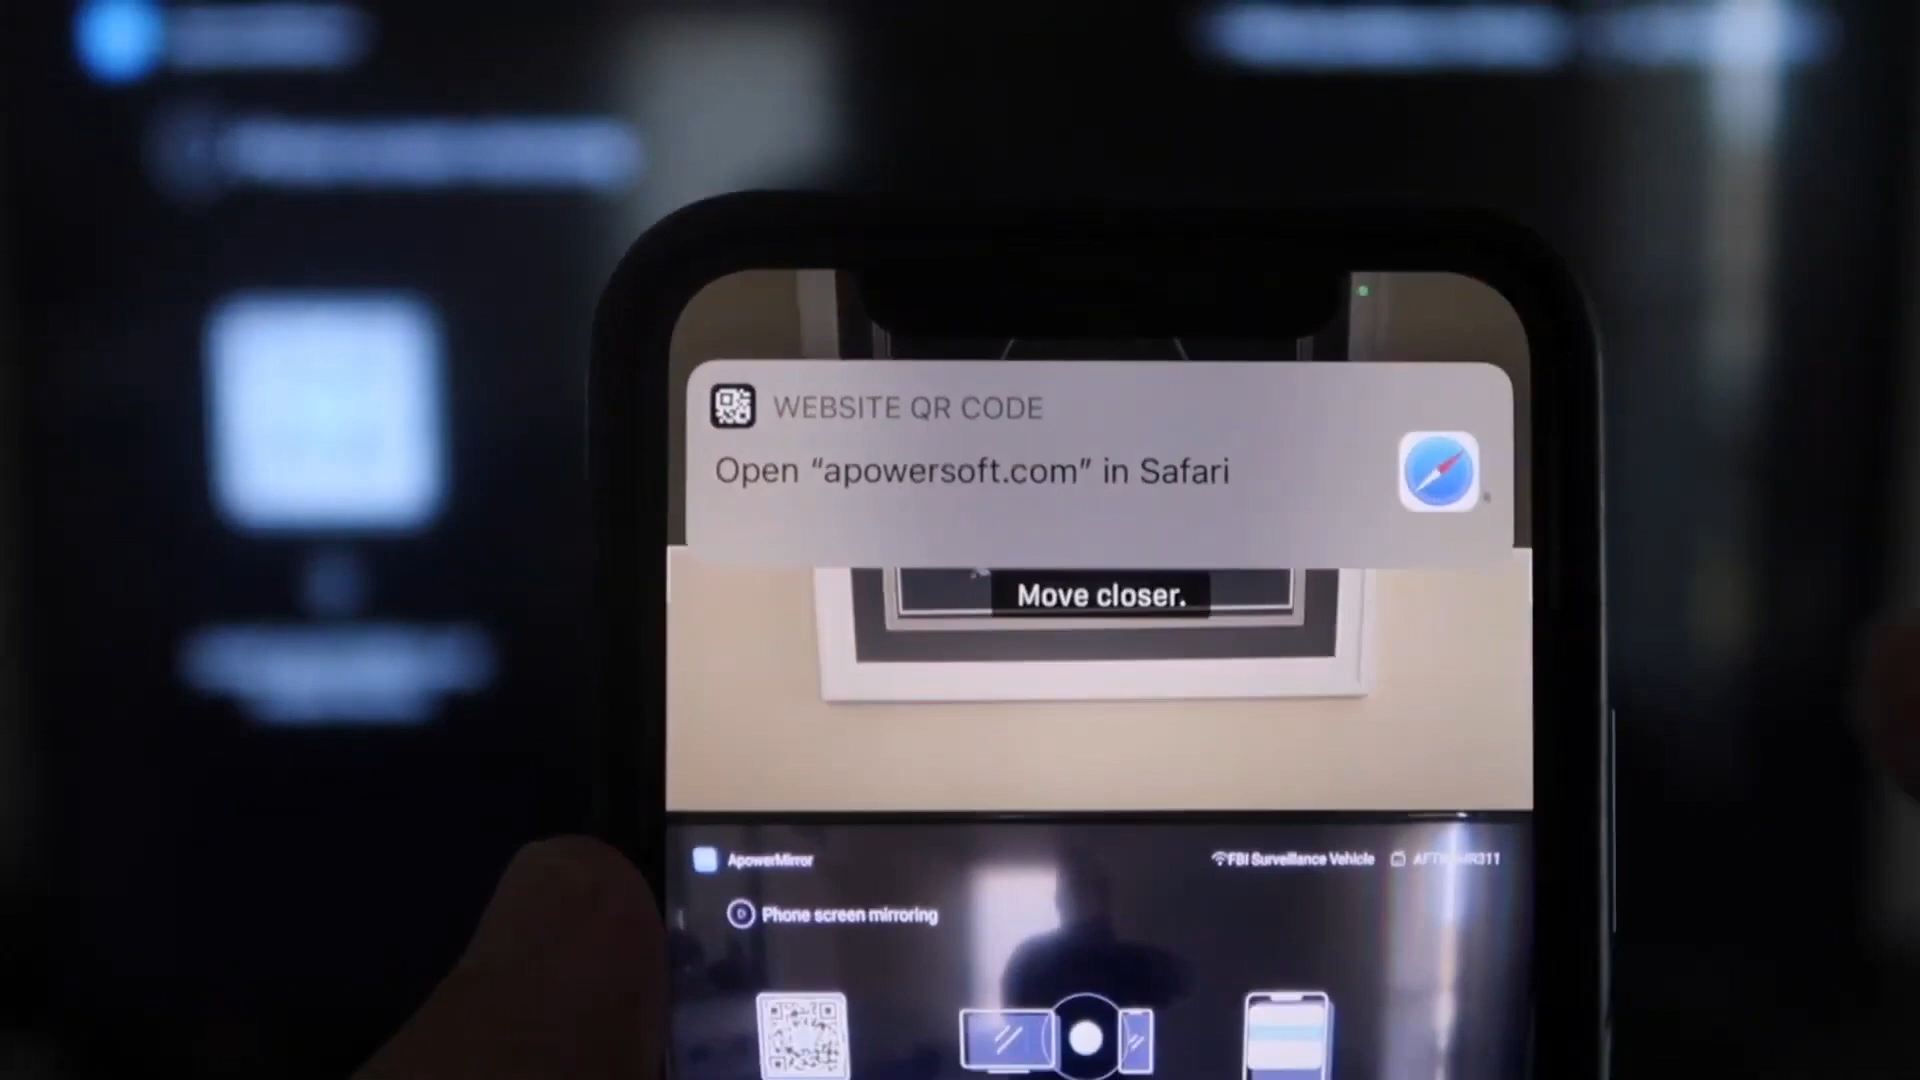 WEBSITE QR CODE
Open “apowersoft.com” in Safari
Move closer.
ApowerMirror
FBI Surveillance Vehicle
Phone screen mirroring